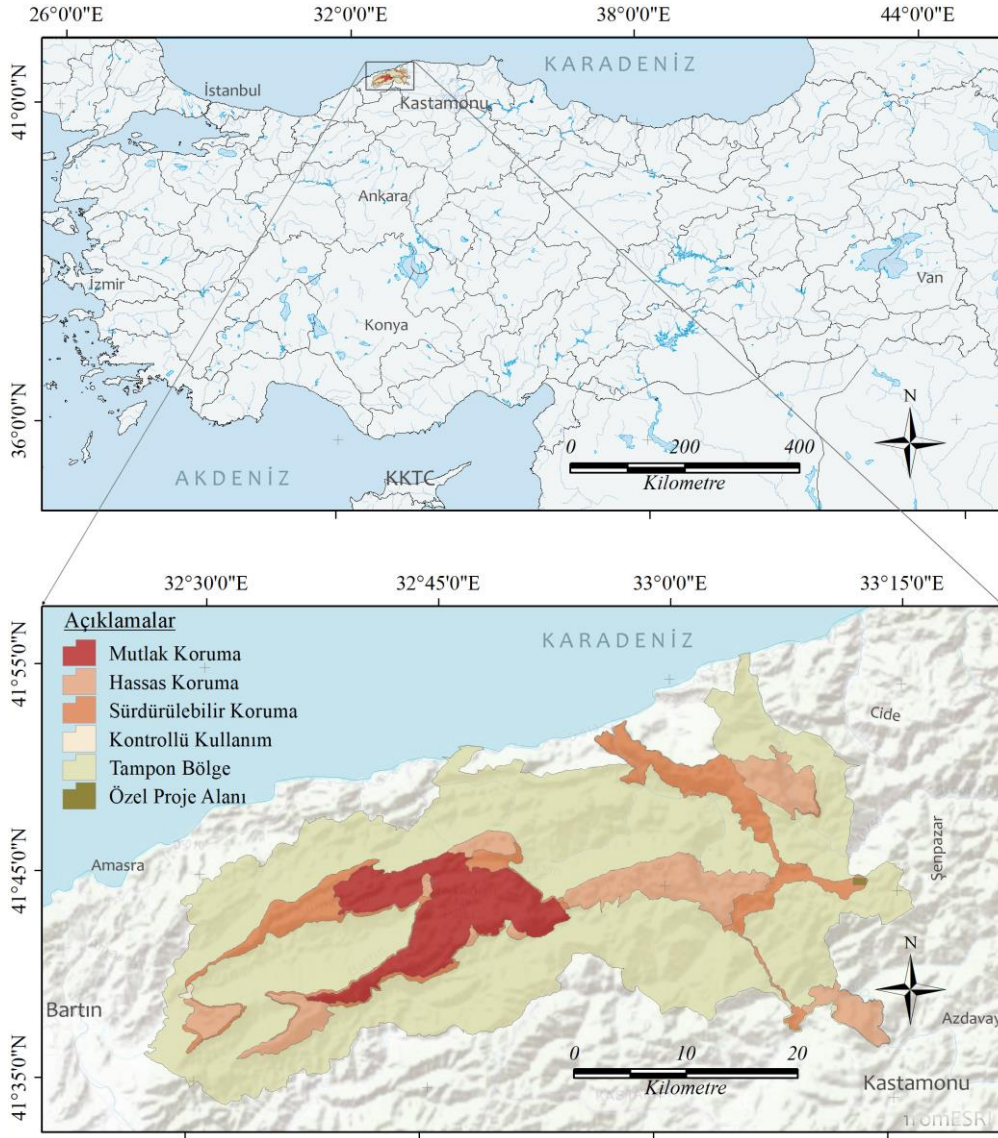 26°0'0"E 32°0'0"E 38°0'0"E 44°0'0"E
41°0'0"N
36°0'0"N
KARADENİZ
İstanbul
Kastamonu
Ankara
İzmir
Van
Konya
N
0 200 400
Kilometre
AKDENİZ
KKTC
32°30'0"E 32°45'0"E 33°0'0"E 33°15'0"E
41°55'0"N
41°45'0"N
41°35'0"N
Açıklamalar
Mutlak Koruma
Hassas Koruma
Sürdürülebilir Koruma
Kontrollü Kullanım
Tampon Bölge
Özel Proje Alanı
KARADENİZ
Cide
Amasra
Şenpazar
N
Bartın
Azdavay
0 10 20
Kilometre
Kastamonu
romESRI